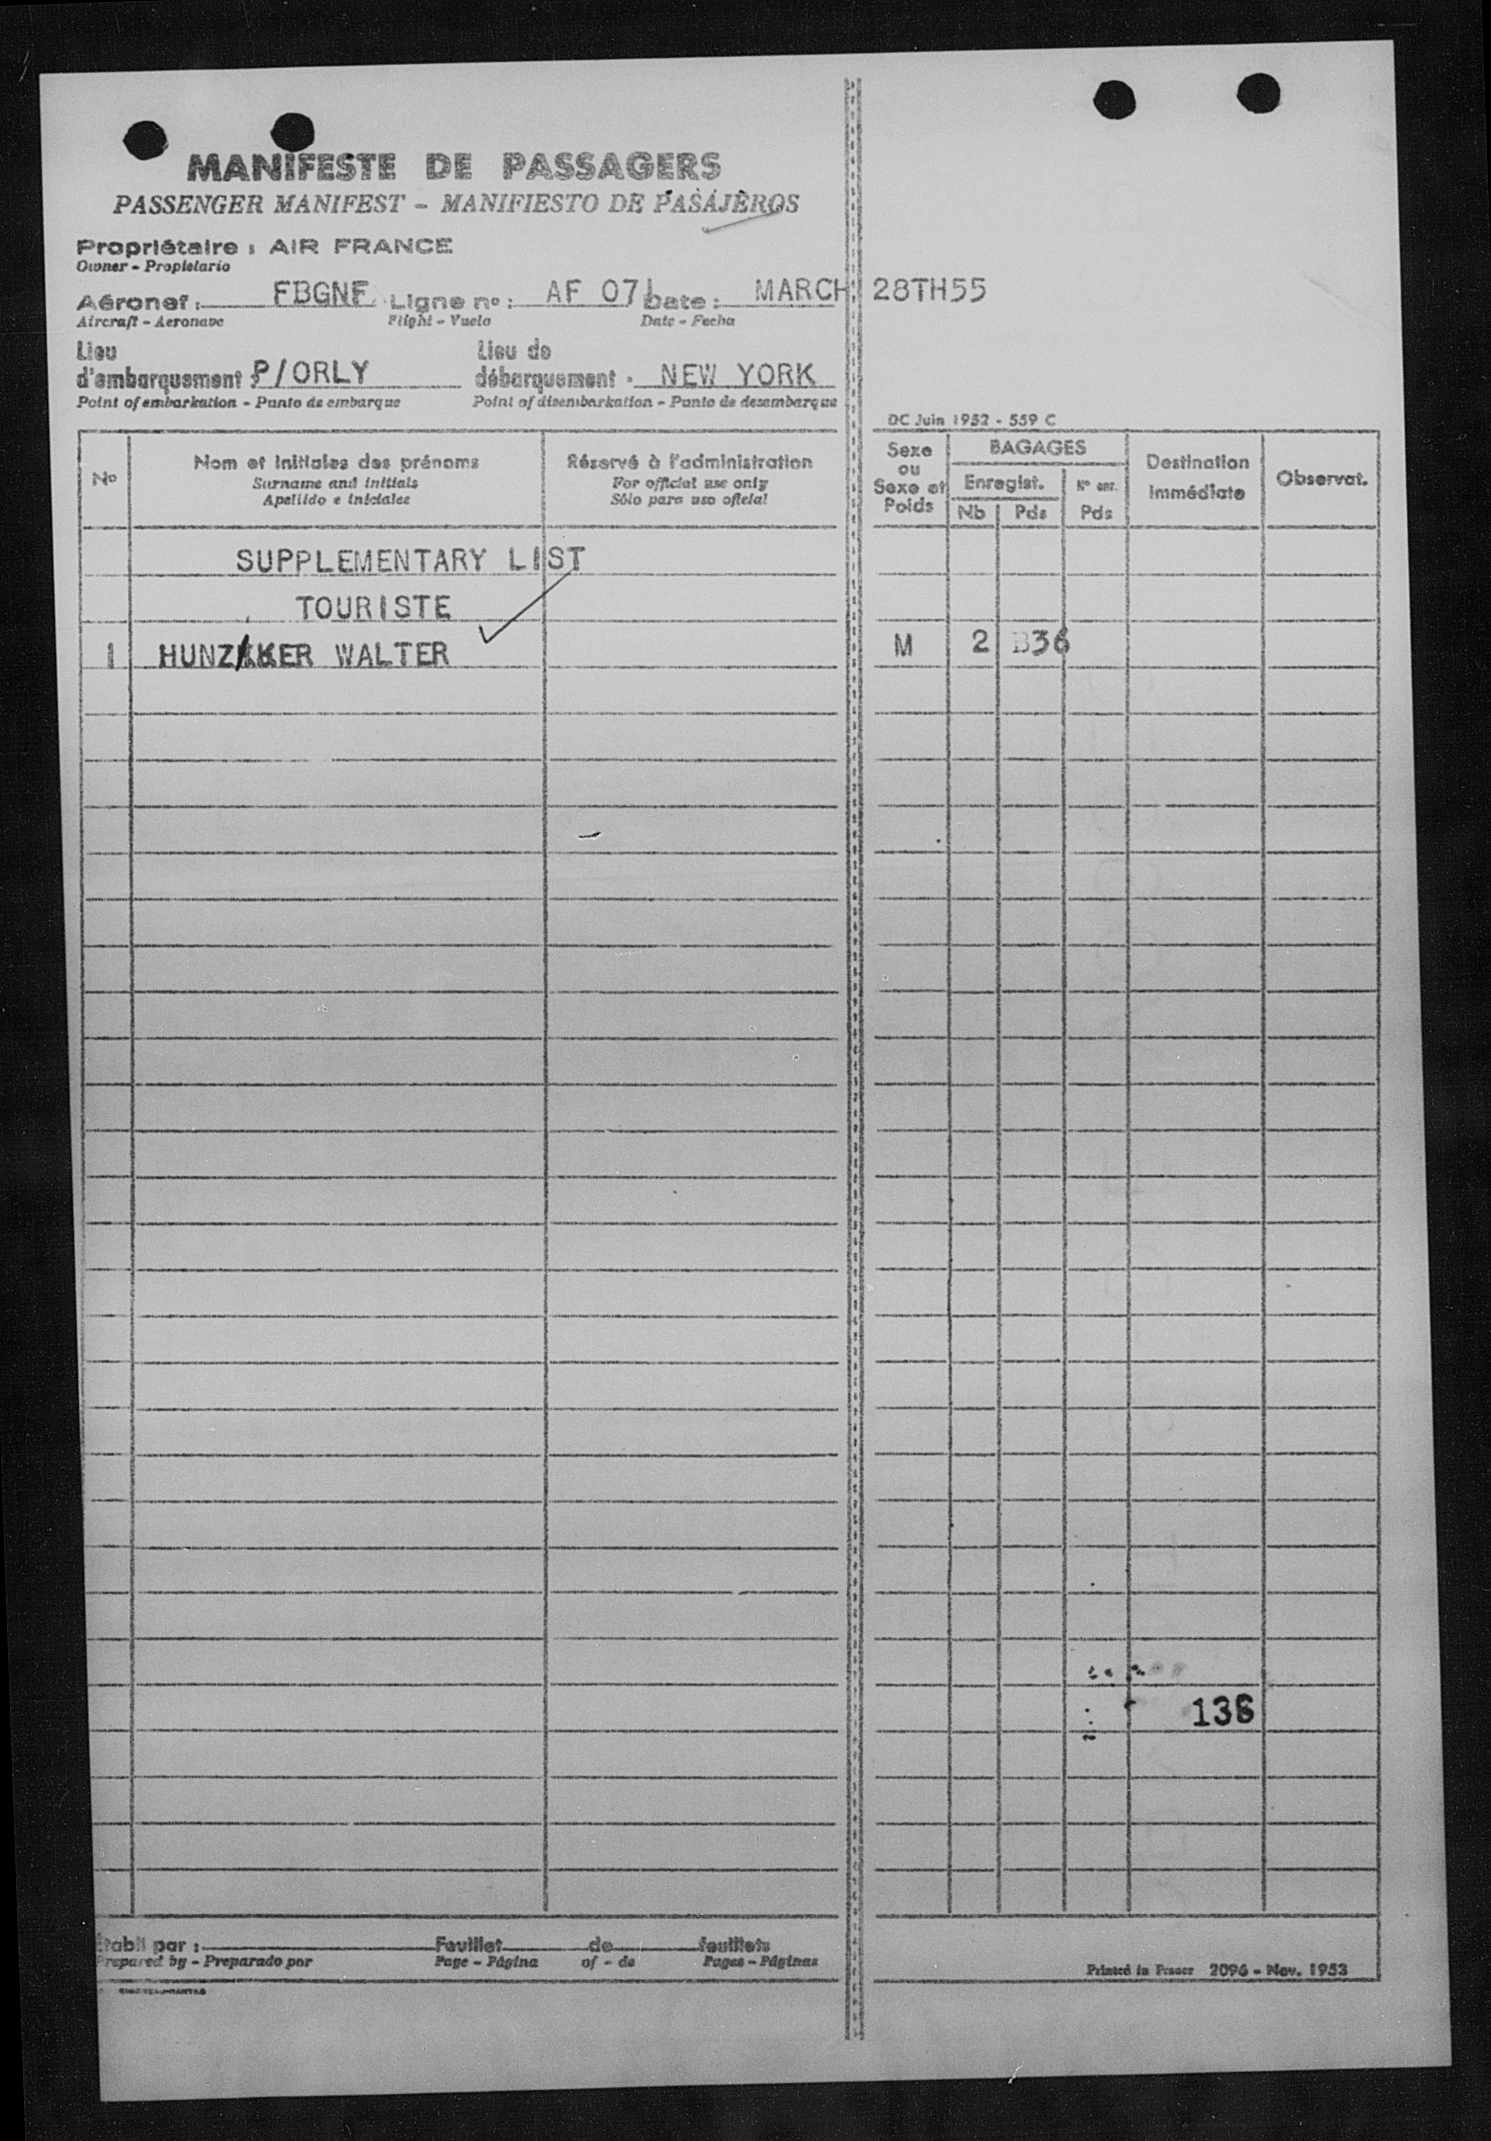 MANIFESTE DE PASSAGERS
PASSENGER MANIFEST - MANIFIESTO DE PASAJEROS
Propriétaire : AIR FRANCE
Owner - Propietario
Aéronef : FBGNF Ligne no : AF 071 Date : MARCH 28TH55
Aircraft - Aeronave Flight - Vuelo Date - Fecha
Lieu d'embarquement : P/ORLY Lieu de débarquement : NEW YORK
Point of embarkation - Punto de embarque Point of disembarkation - Punto de desembarque
DC Juin 1952 - 559 C
No
Nom et initiales des prénoms
Surname and initials
Apellido e iniciales
Réservé à l'administration
For official use only
Sólo para uso oficial
Sexe ou Sexe et Poids
BAGAGES
Enregist.
Nb Pds
Nº enr.
Pds
Destination immédiate
Observat.
SUPPLEMENTARY LIST
TOURISTE
1 HUNZIKER WALTER M 2 36
136
Etabli par : Feuillet de feuillets
Prepared by - Preparado por Page - Página of - de Pages - Páginas
Printed in France 2096 - Nov. 1953